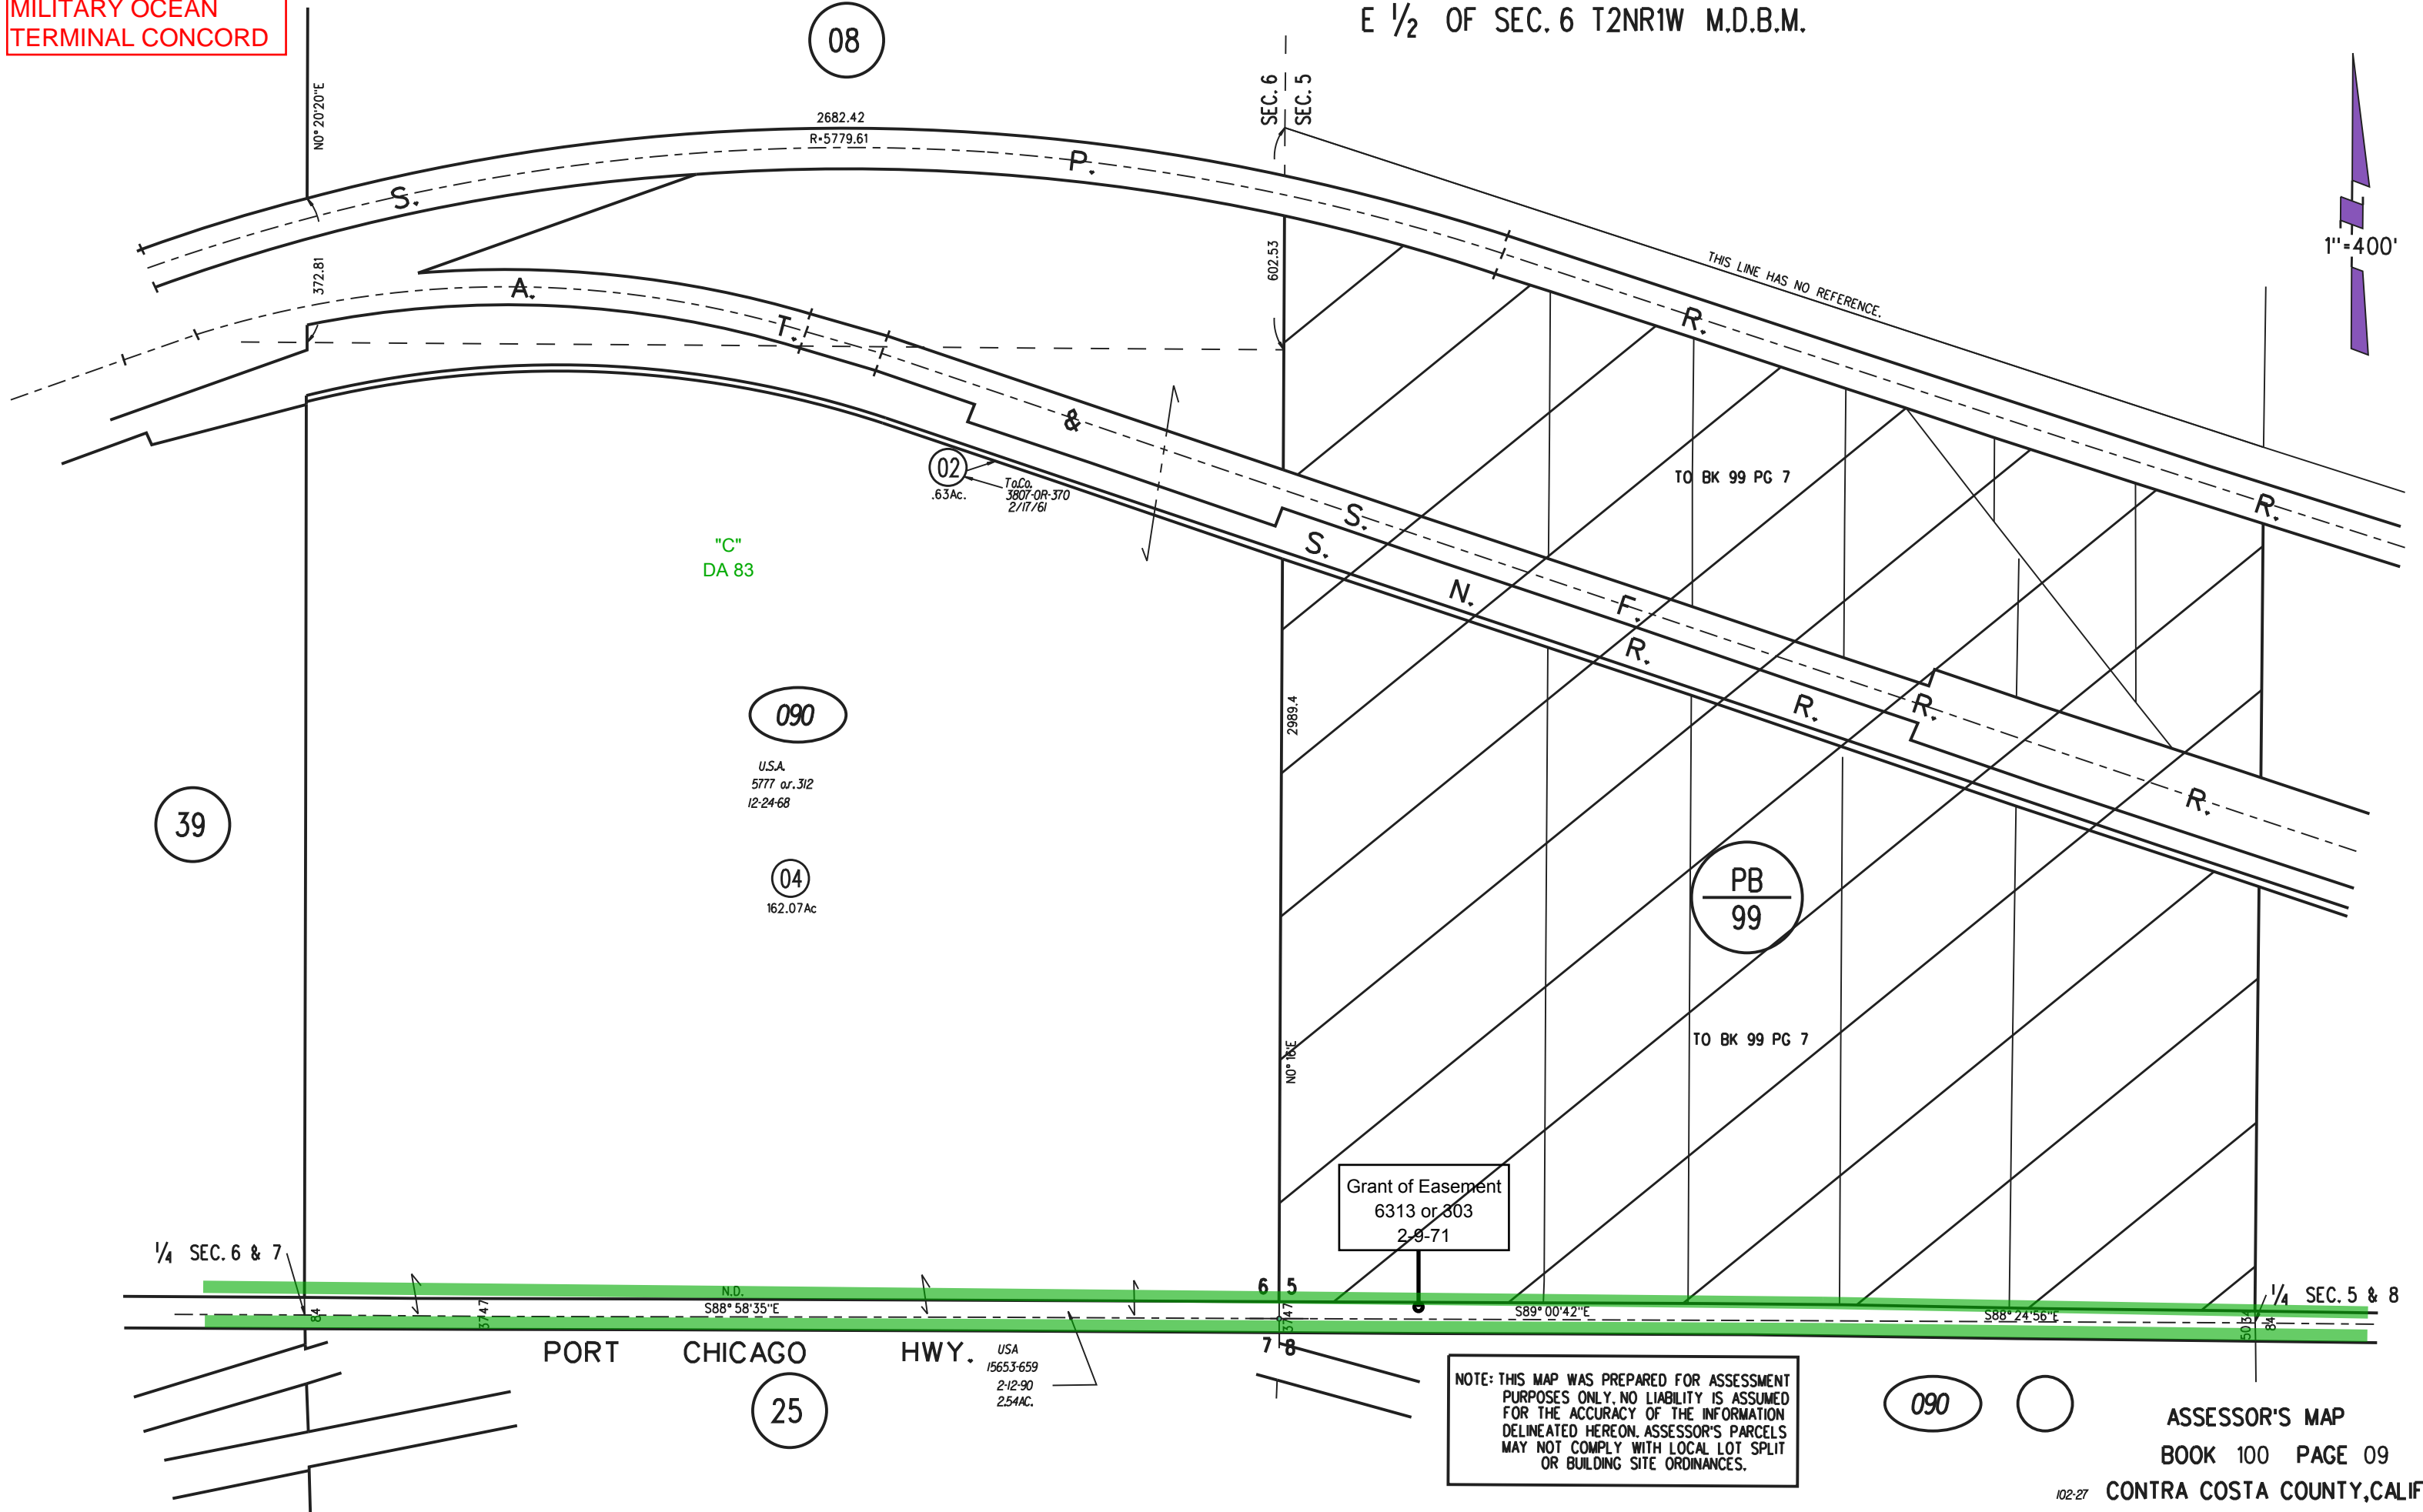 MILITARY OCEAN
TERMINAL CONCORD
08
E 1/2 OF SEC. 6 T2NR1W M.D.B.M.
N0° 20'20"E
SEC. 6
SEC. 5
2682.42
R=5779.61
S. P. R. R.
1"=400'
372.81
602.53
THIS LINE HAS NO REFERENCE.
A. T. & S. F. R. R.
S. N. R. R.
02
.63Ac.
To.Co.
3807-OR-370
2/17/61
TO BK 99 PG 7
"C"
DA 83
090
U.S.A.
5777 or.312
12-24-68
2989.4
39
04
162.07Ac
PB
99
N0° 16'E
TO BK 99 PG 7
Grant of Easement
6313 or 303
2-9-71
1/4 SEC. 6 & 7
6 5
1/4 SEC. 5 & 8
N.D.
S88° 58'35"E
S89° 00'42"E
S88° 24'56"E
84
3747
3747
5034
84
7 8
PORT CHICAGO HWY.
USA
15653-659
2-12-90
2.54AC.
25
NOTE: THIS MAP WAS PREPARED FOR ASSESSMENT
PURPOSES ONLY. NO LIABILITY IS ASSUMED
FOR THE ACCURACY OF THE INFORMATION
DELINEATED HEREON. ASSESSOR'S PARCELS
MAY NOT COMPLY WITH LOCAL LOT SPLIT
OR BUILDING SITE ORDINANCES.
090
ASSESSOR'S MAP
BOOK 100 PAGE 09
102-27 CONTRA COSTA COUNTY, CALIF